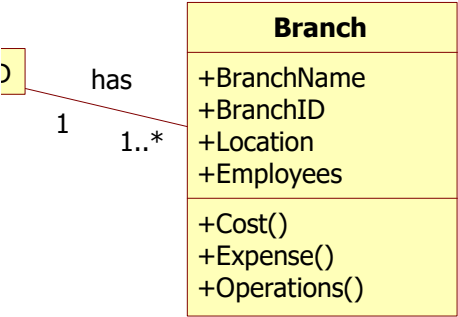 Branch
has
+BranchName
+BranchID
1
1..*
+Location
+Employees
+Cost()
+Expense()
+Operations()